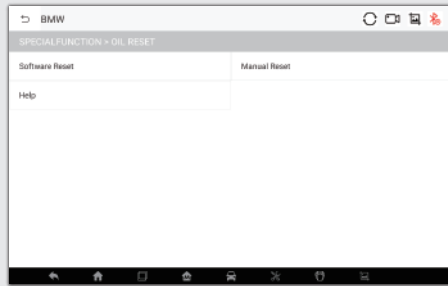 BMW
SPECIALFUNCTION > OIL RESET
Software Reset
Manual Reset
Help